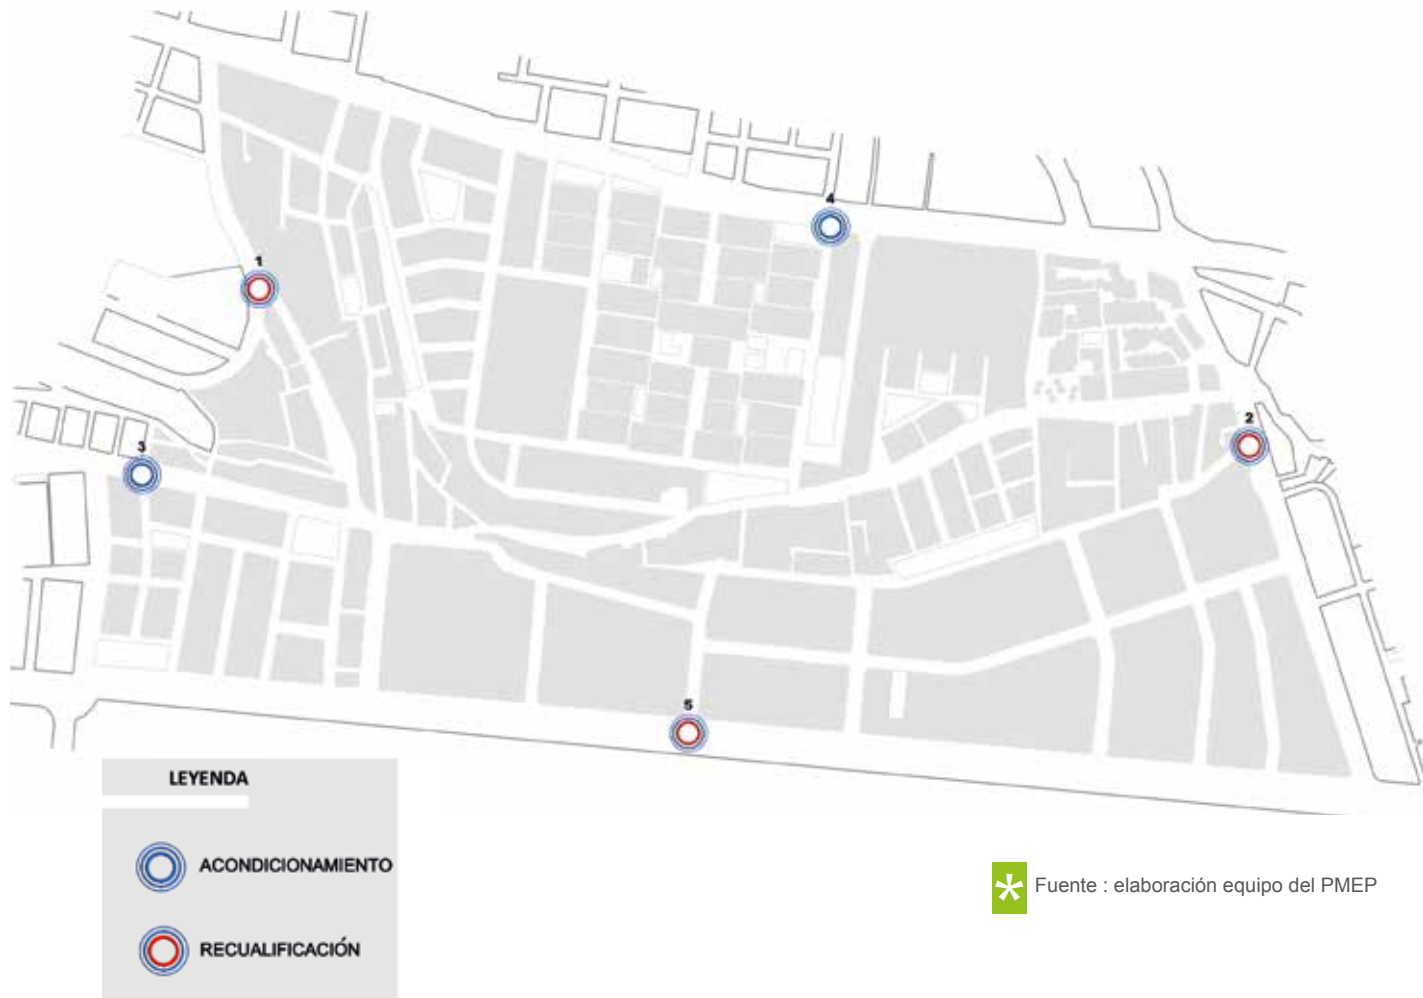 4
1
2
3
5
LEYENDA
ACONDICIONAMIENTO
RECUALIFICACIÓN
* Fuente : elaboración equipo del PMEP